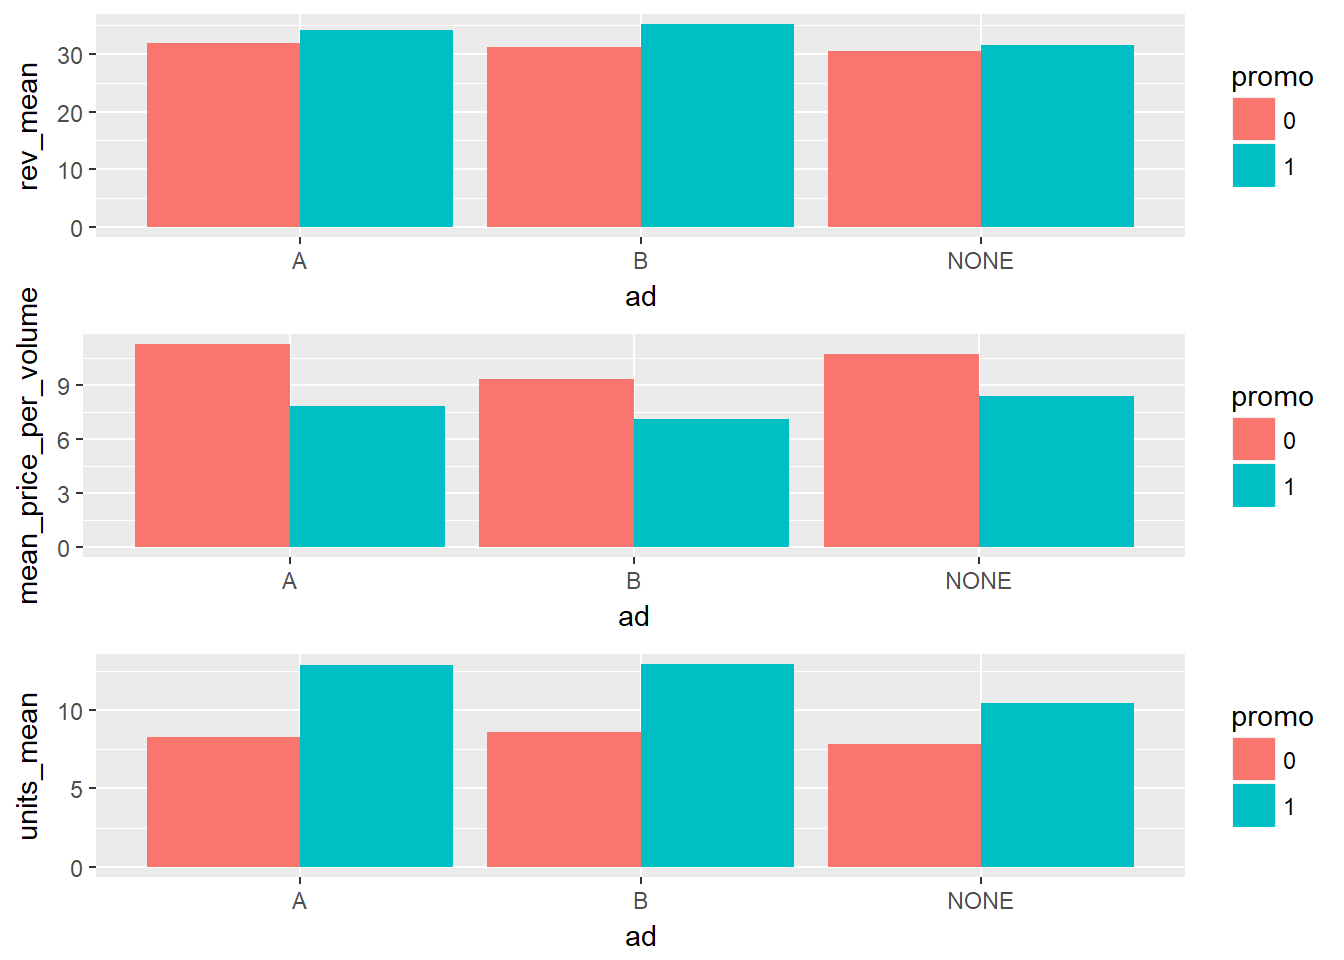 rev_mean
30
20
10
0
A B NONE
ad
promo
0
1
mean_price_per_volume
9
6
3
0
A B NONE
ad
promo
0
1
units_mean
10
5
0
A B NONE
ad
promo
0
1